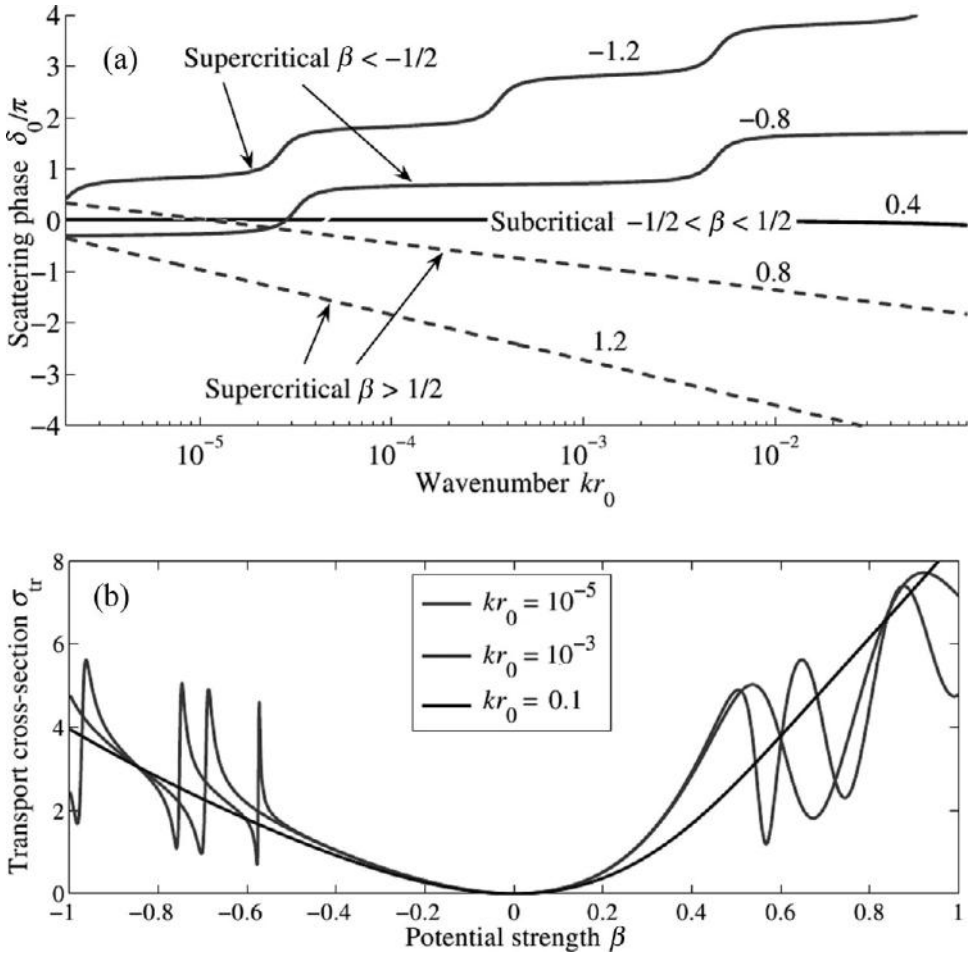 (a)
Supercritical β < −1/2
−1.2
−0.8
Subcritical −1/2 < β < 1/2
0.4
0.8
1.2
Supercritical β > 1/2
Scattering phase δ₀/π
4
3
2
1
0
−1
−2
−3
−4
10⁻⁵
10⁻⁴
10⁻³
10⁻²
Wavenumber kr₀
(b)
kr₀ = 10⁻⁵
kr₀ = 10⁻³
kr₀ = 0.1
Transport cross-section σ_tr
8
6
4
2
0
−1
−0.8
−0.6
−0.4
−0.2
0
0.2
0.4
0.6
0.8
1
Potential strength β